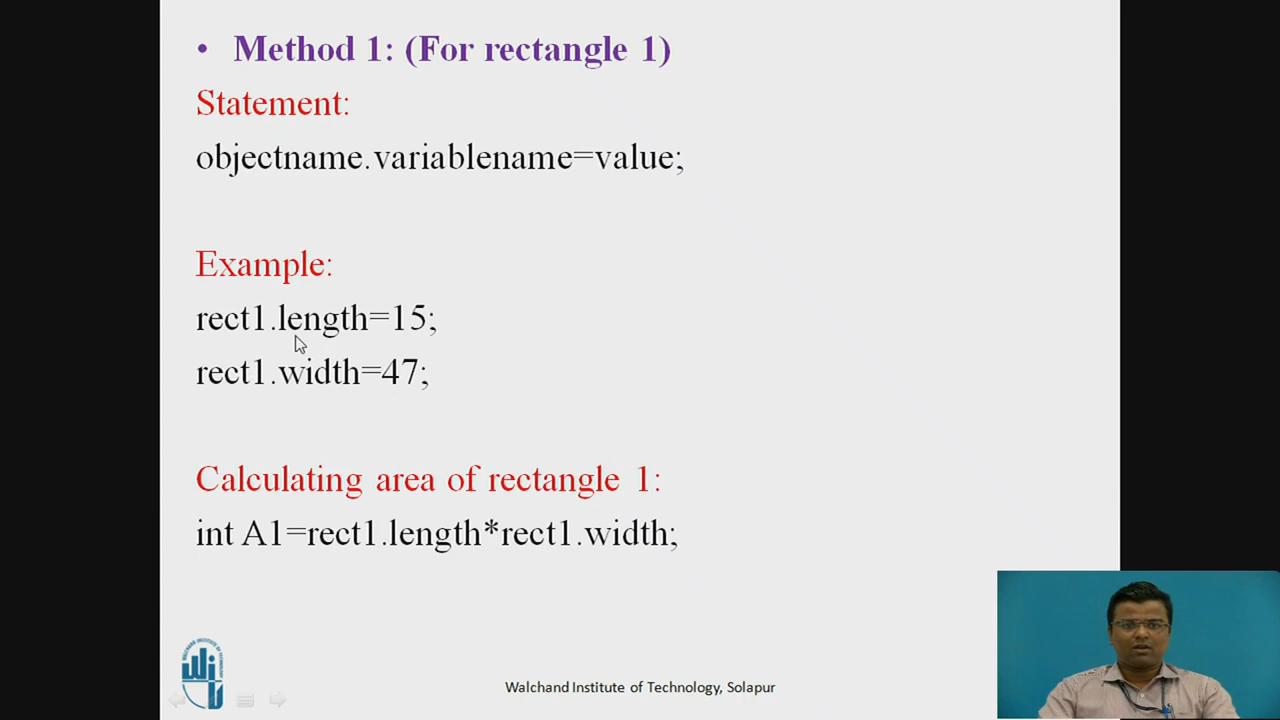 • Method 1: (For rectangle 1)
Statement:
objectname.variablename=value;
Example:
rect1.length=15;
rect1.width=47;
Calculating area of rectangle 1:
int A1=rect1.length*rect1.width;
Walchand Institute of Technology, Solapur